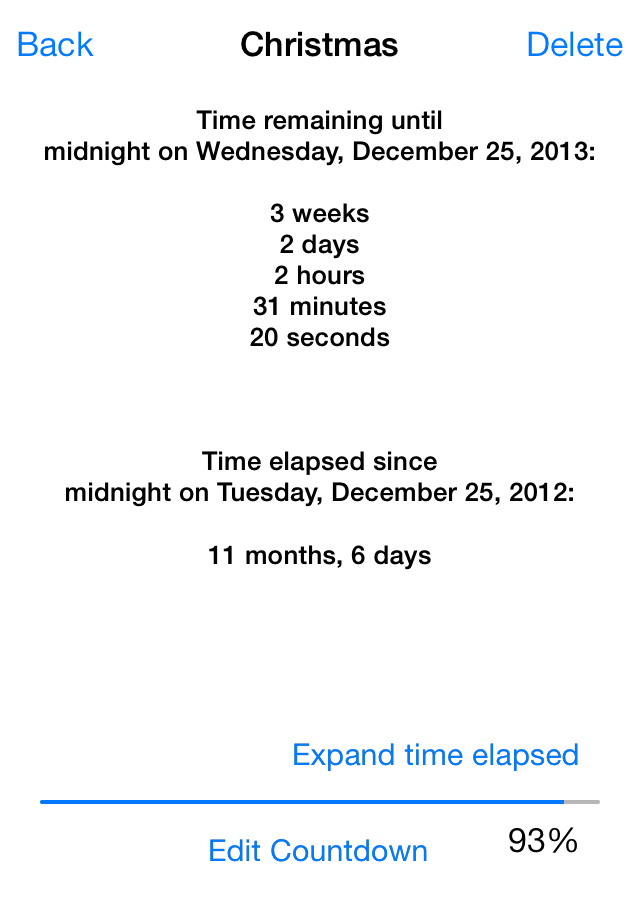 Back Christmas Delete
Time remaining until
midnight on Wednesday, December 25, 2013:
3 weeks
2 days
2 hours
31 minutes
20 seconds
Time elapsed since
midnight on Tuesday, December 25, 2012:
11 months, 6 days
Expand time elapsed
Edit Countdown 93%